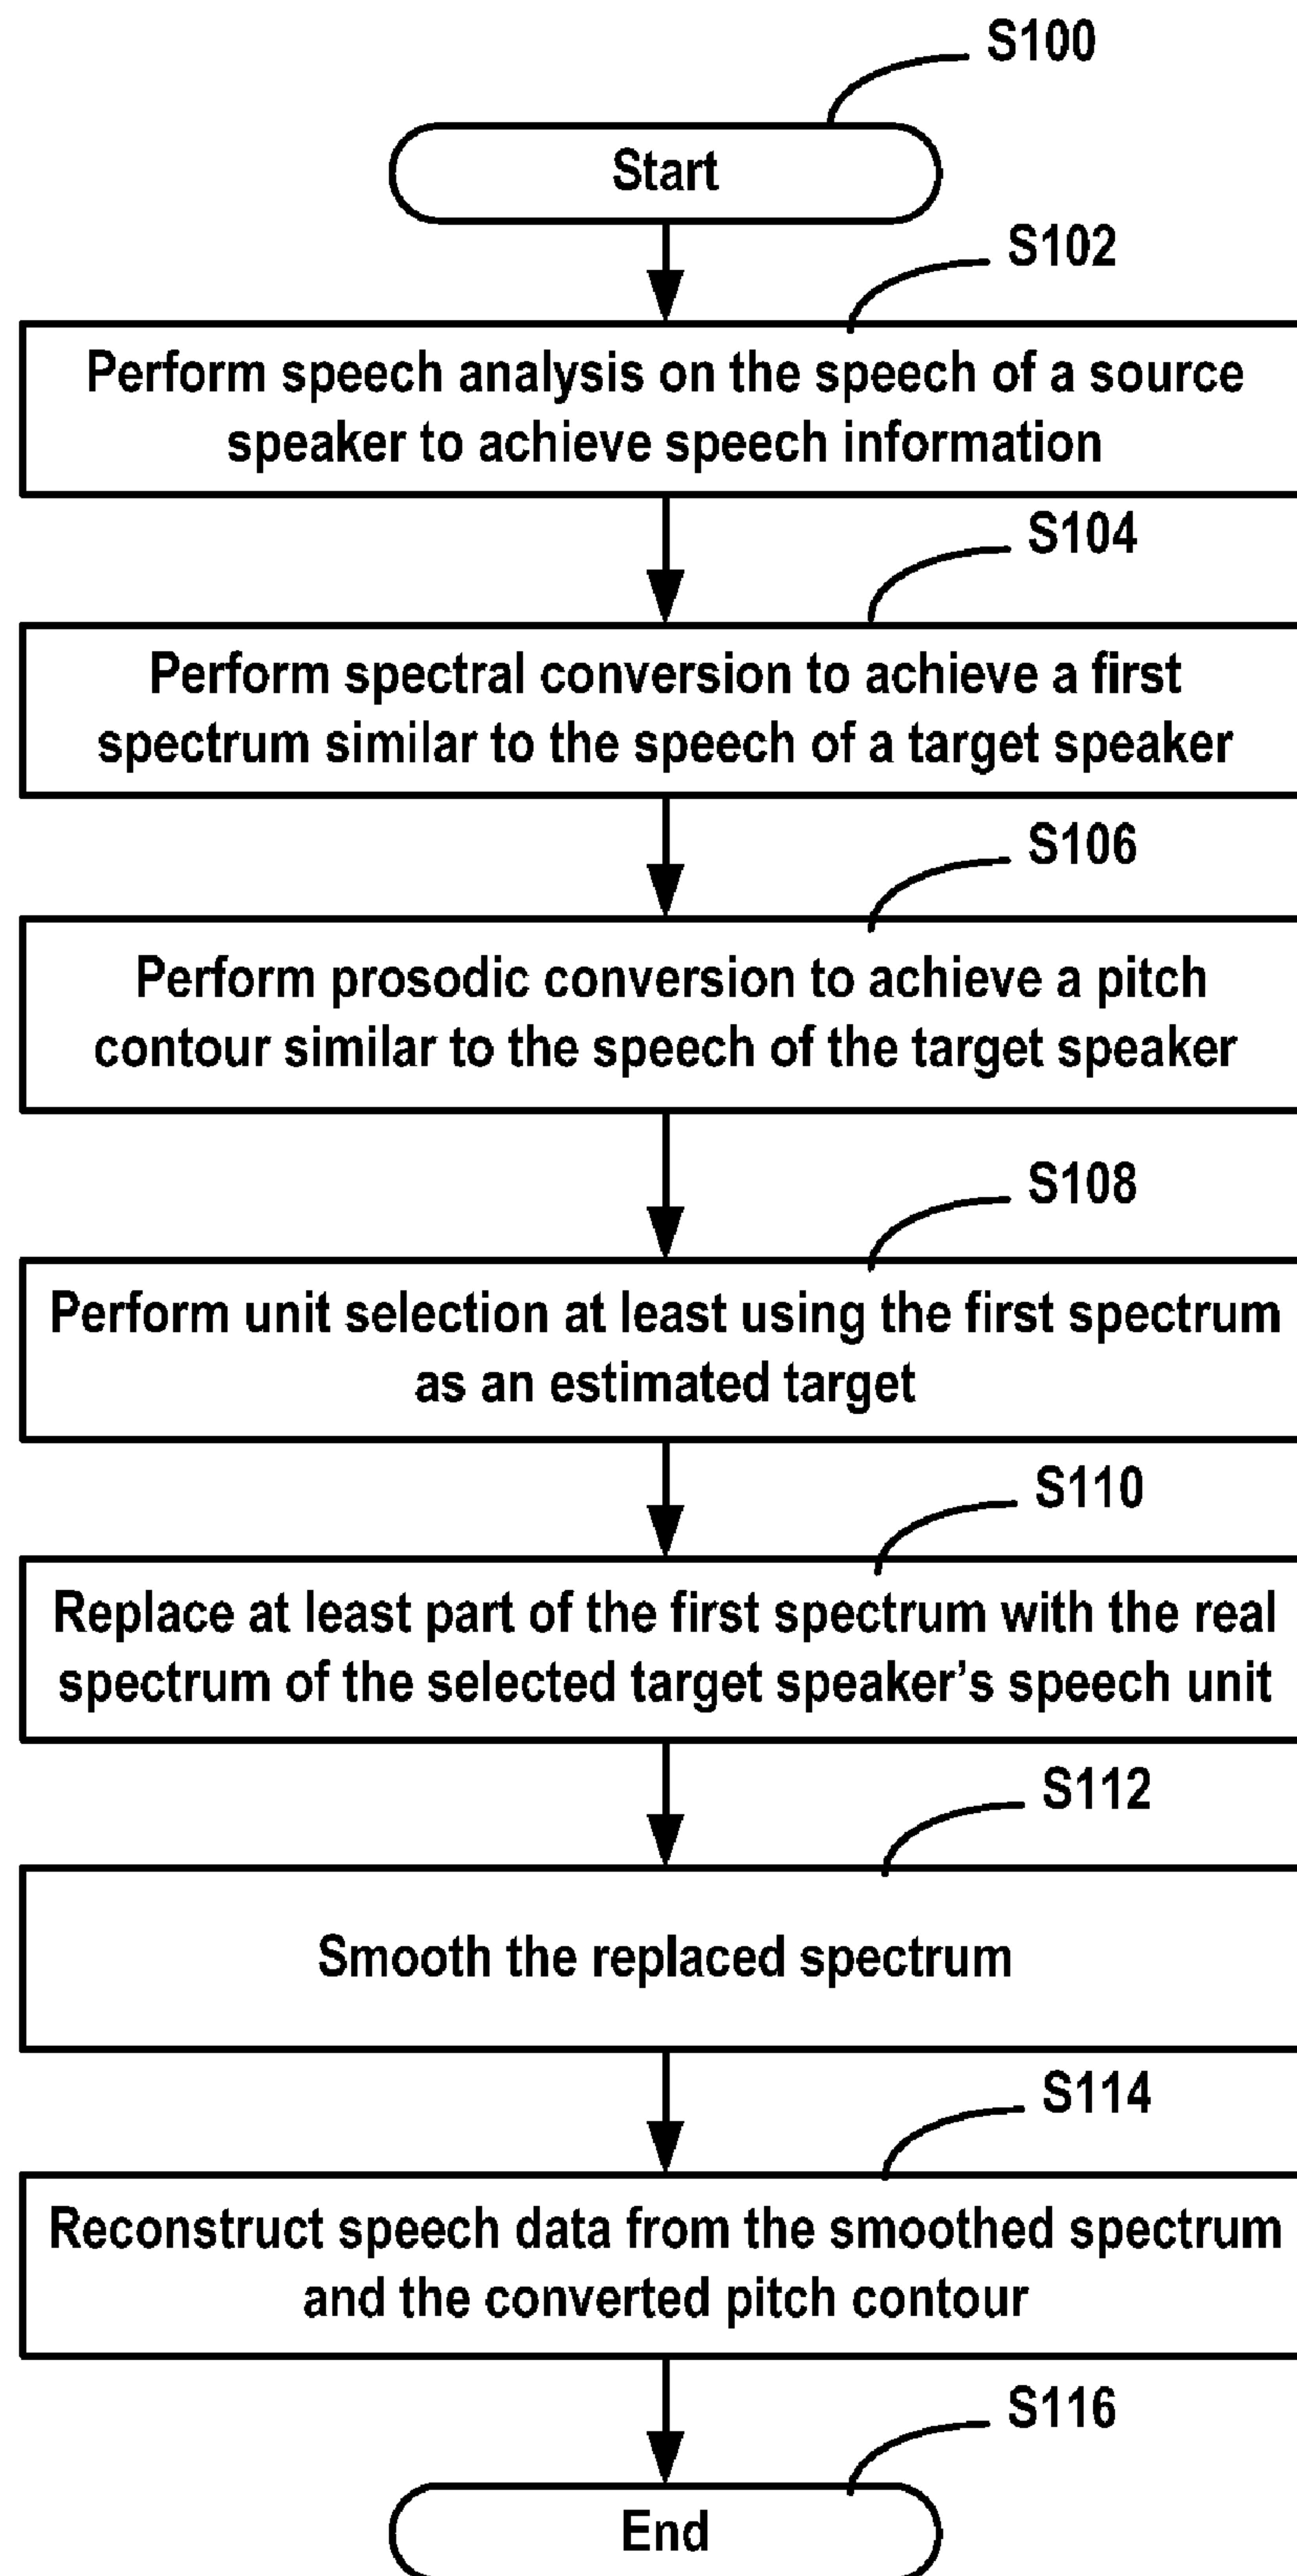 S100
Start
S102
Perform speech analysis on the speech of a source
speaker to achieve speech information
S104
Perform spectral conversion to achieve a first
spectrum similar to the speech of a target speaker
S106
Perform prosodic conversion to achieve a pitch
contour similar to the speech of the target speaker
S108
Perform unit selection at least using the first spectrum
as an estimated target
S110
Replace at least part of the first spectrum with the real
spectrum of the selected target speaker’s speech unit
S112
Smooth the replaced spectrum
S114
Reconstruct speech data from the smoothed spectrum
and the converted pitch contour
S116
End